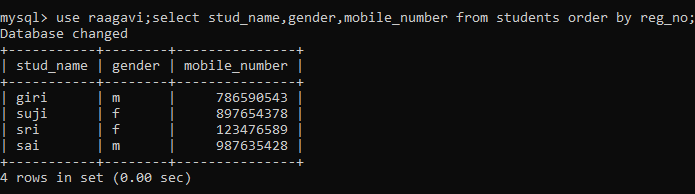 mysql> use raagavi;select stud_name,gender,mobile_number from students order by reg_no;
Database changed
+-----------+--------+---------------+
| stud_name | gender | mobile_number |
+-----------+--------+---------------+
| giri      | m      |     786590543 |
| suji      | f      |     897654378 |
| sri       | f      |     123476589 |
| sai       | m      |     987635428 |
+-----------+--------+---------------+
4 rows in set (0.00 sec)